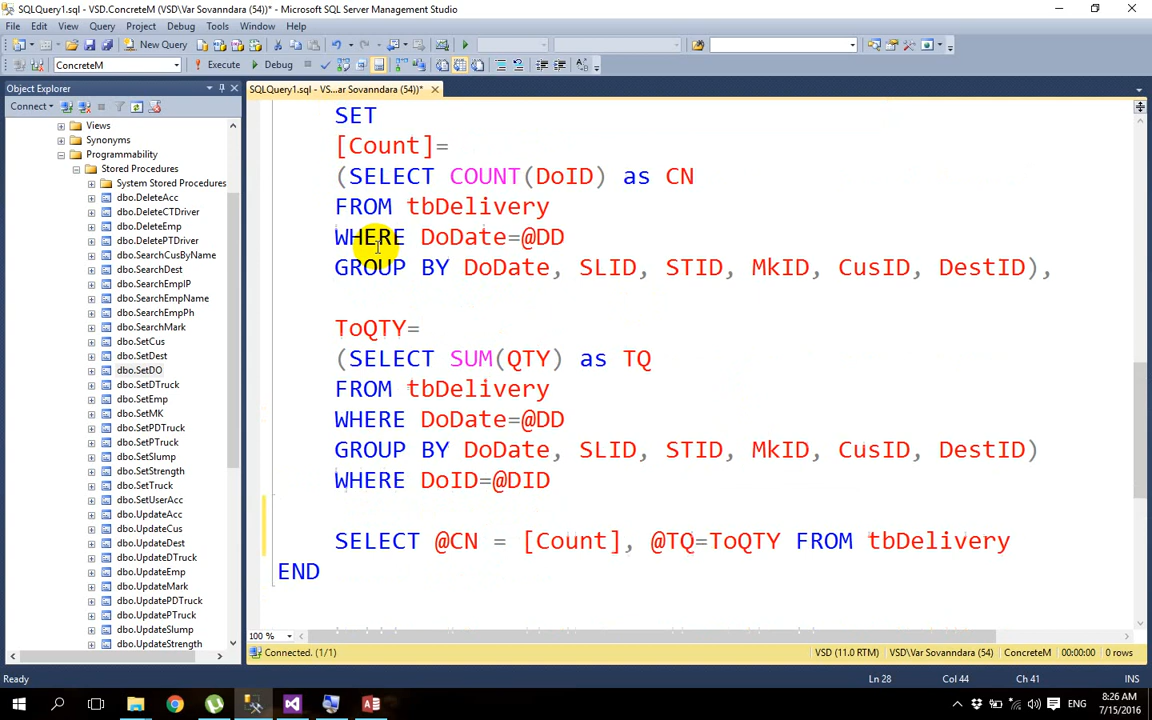 SQLQuery1.sql - VSD.ConcreteM (VSD\Var Sovanndara (54))* - Microsoft SQL Server Management Studio
File Edit View Query Project Debug Tools Window Help
New Query
ConcreteM Execute Debug
Object Explorer
SQLQuery1.sql - VS...ar Sovanndara (54))*
Connect
Views
Synonyms
Programmability
Stored Procedures
System Stored Procedures
dbo.DeleteAcc
dbo.DeleteCTDriver
dbo.DeleteEmp
dbo.DeletePTDriver
dbo.SearchCusByName
dbo.SearchDest
dbo.SearchEmpIP
dbo.SearchEmpName
dbo.SearchEmpPh
dbo.SearchMark
dbo.SetCus
dbo.SetDest
dbo.SetDO
dbo.SetDTruck
dbo.SetEmp
dbo.SetMK
dbo.SetPDTruck
dbo.SetPTruck
dbo.SetSlump
dbo.SetStrength
dbo.SetTruck
dbo.SetUserAcc
dbo.UpdateAcc
dbo.UpdateCus
dbo.UpdateDest
dbo.UpdateDTruck
dbo.UpdateEmp
dbo.UpdateMark
dbo.UpdatePDTruck
dbo.UpdatePTruck
dbo.UpdateSlump
dbo.UpdateStrength
SET
[Count]=
(SELECT COUNT(DoID) as CN
FROM tbDelivery
WHERE DoDate=@DD
GROUP BY DoDate, SLID, STID, MkID, CusID, DestID),
ToQTY=
(SELECT SUM(QTY) as TQ
FROM tbDelivery
WHERE DoDate=@DD
GROUP BY DoDate, SLID, STID, MkID, CusID, DestID)
WHERE DoID=@DID
SELECT @CN = [Count], @TQ=ToQTY FROM tbDelivery
END
100 %
Connected. (1/1) VSD (11.0 RTM) VSD\Var Sovanndara (54) ConcreteM 00:00:00 0 rows
Ready Ln 28 Col 44 Ch 41 INS
ENG 8:26 AM
7/15/2016